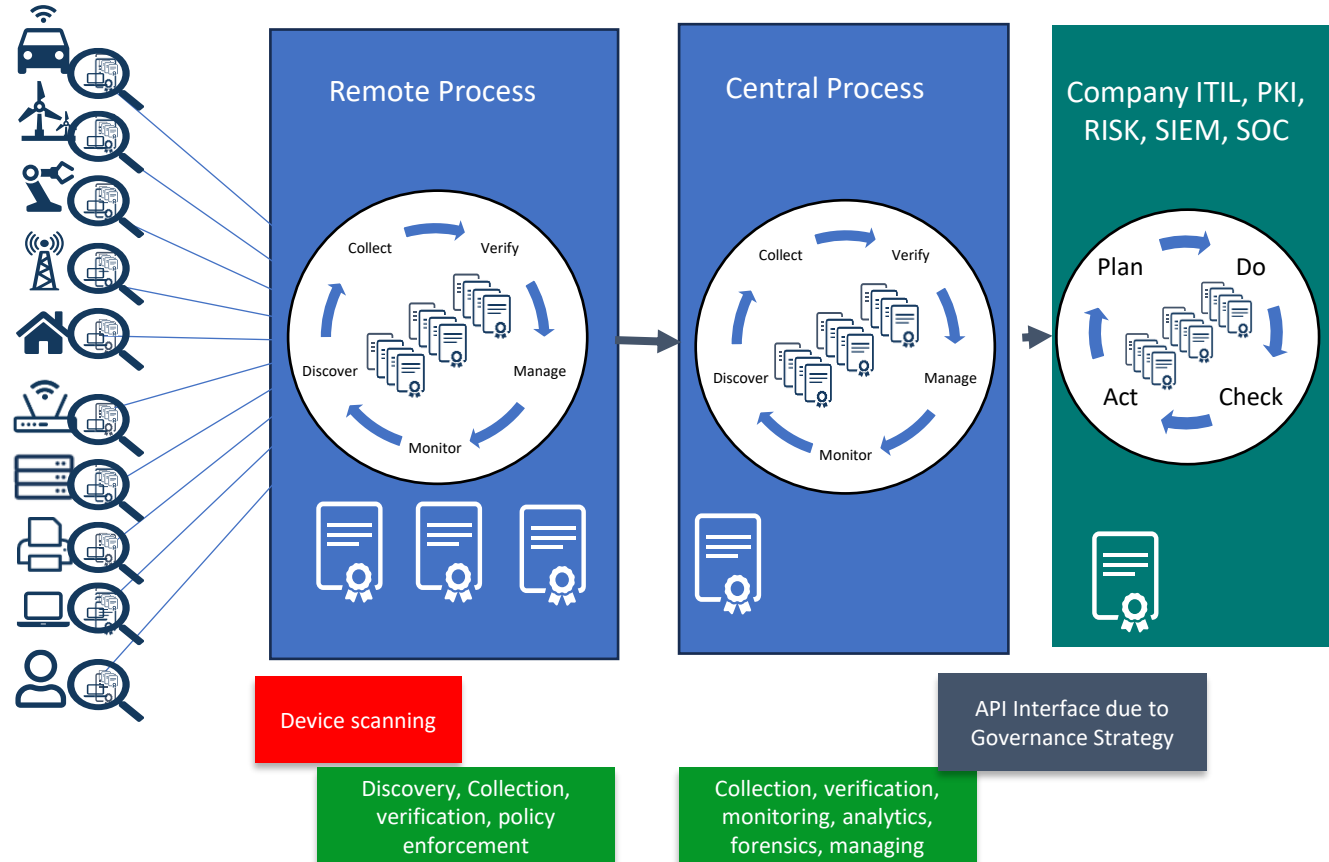 Remote Process
Collect
Verify
Discover
Manage
Monitor
Central Process
Collect
Verify
Discover
Manage
Monitor
Company ITIL, PKI,
RISK, SIEM, SOC
Plan
Do
Act
Check
Device scanning
Discovery, Collection,
verification, policy
enforcement
Collection, verification,
monitoring, analytics,
forensics, managing
API Interface due to
Governance Strategy